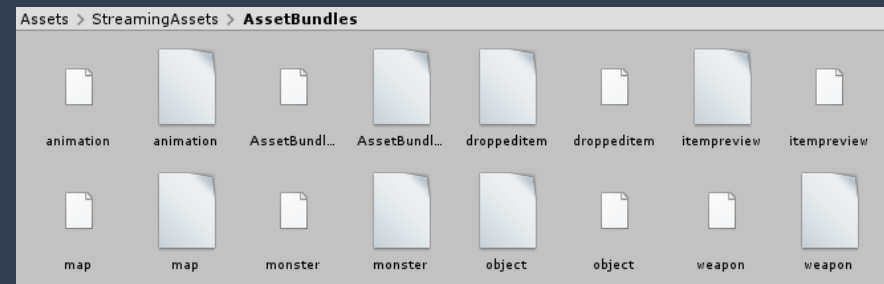 Assets > StreamingAssets > AssetBundles
animation animation AssetBundl... AssetBundl... droppeditem droppeditem itempreview itempreview
map map monster monster object object weapon weapon